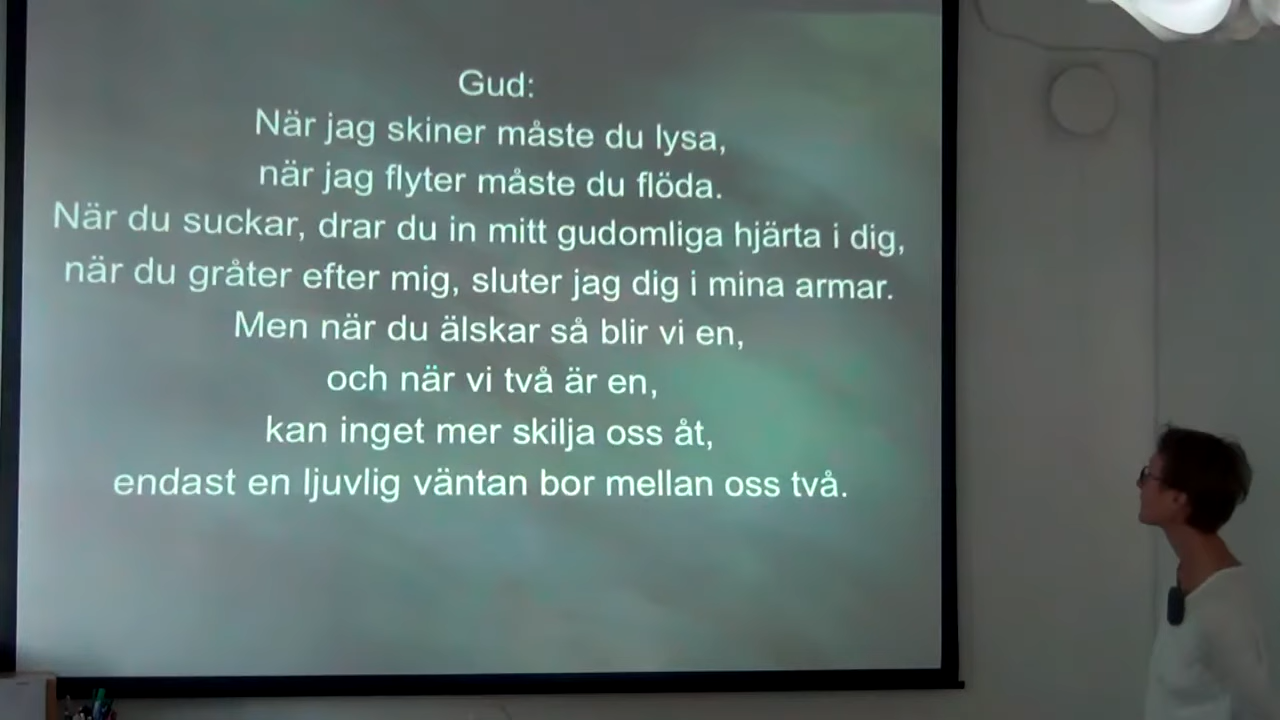 Gud:
När jag skiner måste du lysa,
när jag flyter måste du flöda.
När du suckar, drar du in mitt gudomliga hjärta i dig,
när du gråter efter mig, sluter jag dig i mina armar.
Men när du älskar så blir vi en,
och när vi två är en,
kan inget mer skilja oss åt,
endast en ljuvlig väntan bor mellan oss två.